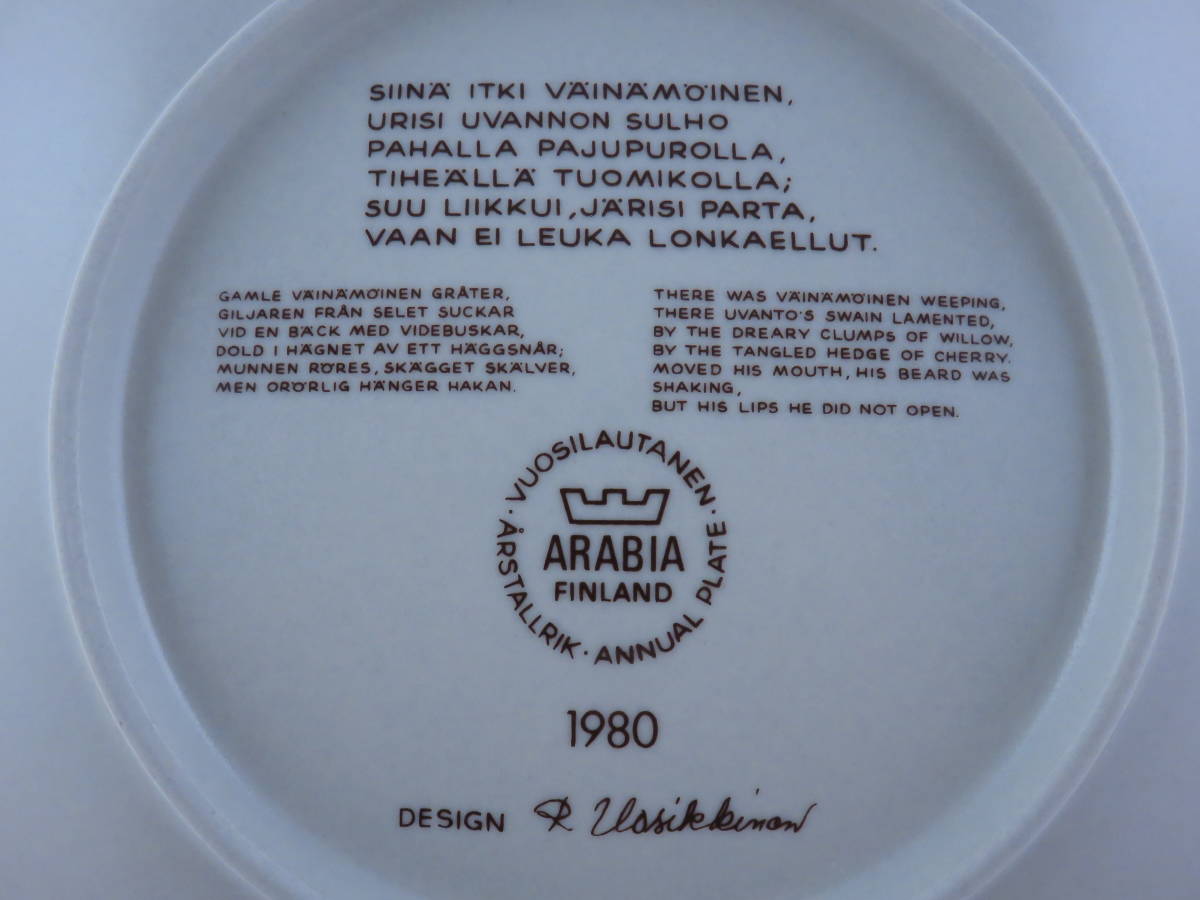 SIINÄ ITKI VÄINÄMÖINEN,
URISI UVANNON SULHO
PAHALLA PAJUPUROLLA,
TIHEÄLLÄ TUOMIKOLLA;
SUU LIIKKUI, JÄRISI PARTA,
VAAN EI LEUKA LONKAELLUT.
GAMLE VÄINÄMÖINEN GRÅTER,
GILJAREN FRÅN SELET SUCKAR
VID EN BÄCK MED VIDEBUSKAR,
DOLD I HÄGNET AV ETT HÄGGSNÅR;
MUNNEN RÖRES, SKÄGGET SKÄLVER,
MEN ORÖRLIG HÄNGER HAKAN.
THERE WAS VÄINÄMÖINEN WEEPING,
THERE UVANTO'S SWAIN LAMENTED,
BY THE DREARY CLUMPS OF WILLOW,
BY THE TANGLED HEDGE OF CHERRY.
MOVED HIS MOUTH, HIS BEARD WAS
SHAKING,
BUT HIS LIPS HE DID NOT OPEN.
· VUOSILAUTANEN · ANNUAL PLATE · ÅRSTALLRIK
ARABIA
FINLAND
1980
DESIGN R Uosikkinen